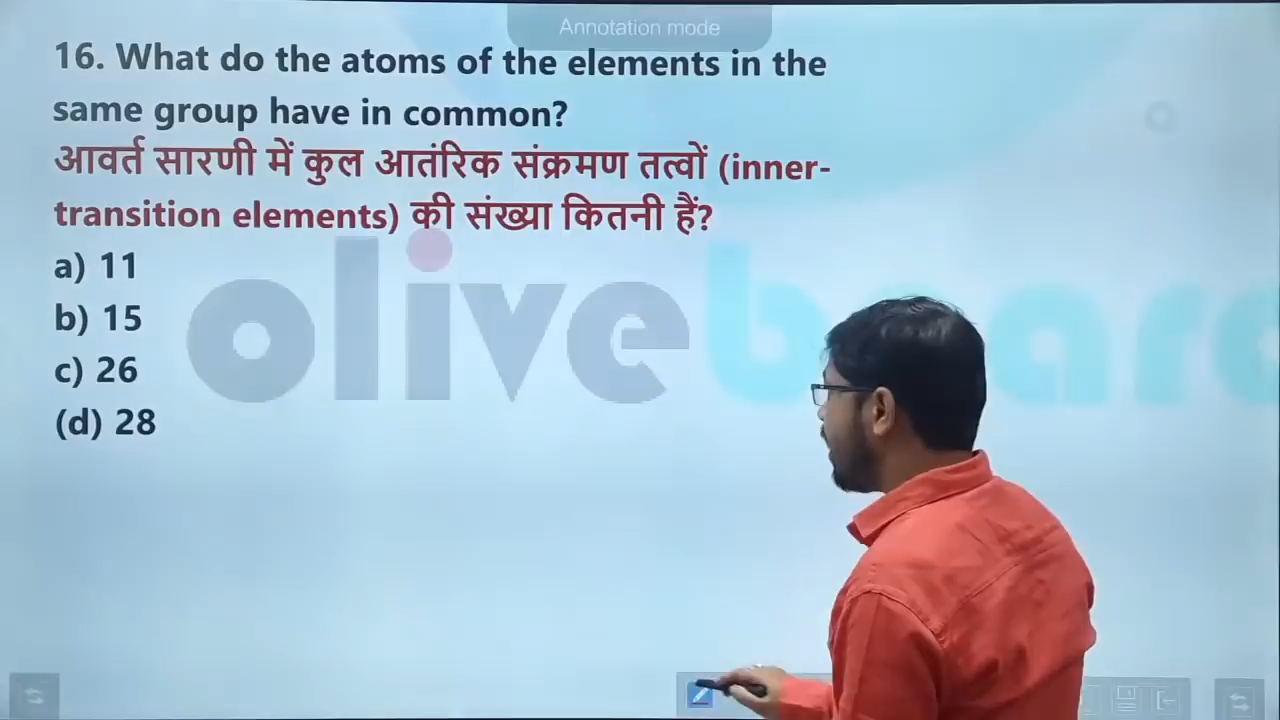 Annotation mode
16. What do the atoms of the elements in the
same group have in common?
आवर्त सारणी में कुल आतंरिक संक्रमण तत्वों (inner-
transition elements) की संख्या कितनी हैं?
a) 11
b) 15
c) 26
(d) 28
oliveboard